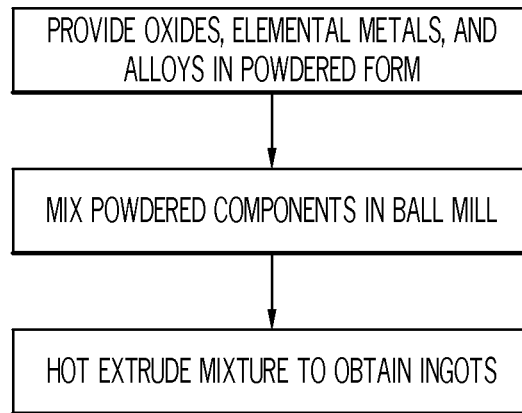 PROVIDE OXIDES, ELEMENTAL METALS, AND
ALLOYS IN POWDERED FORM
MIX POWDERED COMPONENTS IN BALL MILL
HOT EXTRUDE MIXTURE TO OBTAIN INGOTS